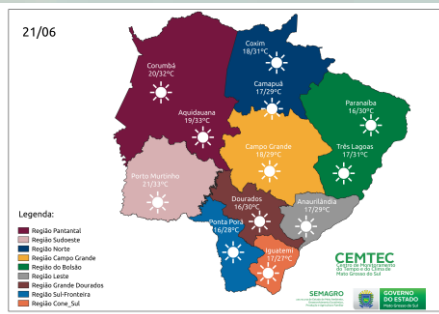 21/06
Coxim
18/31°C
Corumbá
20/32°C
Camapuã
17/29°C
Paranaíba
16/30°C
Aquidauana
19/33°C
Campo Grande
18/29°C
Três Lagoas
17/31°C
Porto Murtinho
21/33°C
Dourados
16/30°C
Anaurilândia
17/29°C
Ponta Porã
16/28°C
Iguatemi
17/27°C
Legenda:
Região Pantanal
Região Sudoeste
Região Norte
Região Campo Grande
Região do Bolsão
Região Leste
Região Grande Dourados
Região Sul-Fronteira
Região Cone_Sul
CEMTEC
Centro de Monitoramento
do Tempo e do Clima de
Mato Grosso do Sul
SEMAGRO
GOVERNO
DO ESTADO
Mato Grosso do Sul